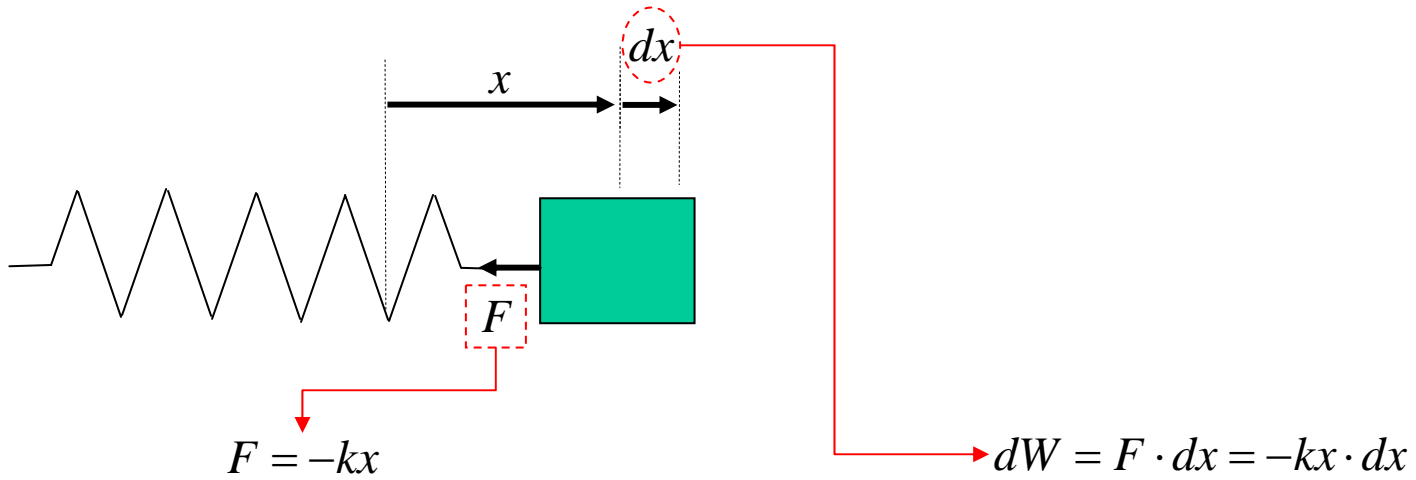 dx
x
F
F = −kx
dW = F · dx = −kx · dx